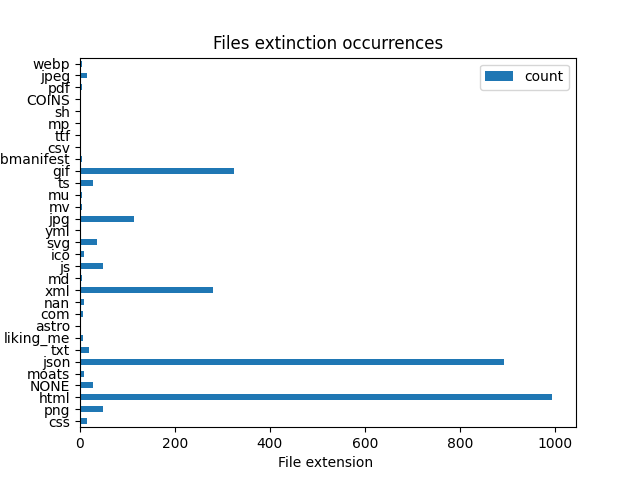 Files extinction occurrences
webp
jpeg
pdf
COINS
sh
mp
ttf
csv
bmanifest
gif
ts
mu
mv
jpg
yml
svg
ico
js
md
xml
nan
com
astro
liking_me
txt
json
moats
NONE
html
png
css
count
0 200 400 600 800 1000
File extension